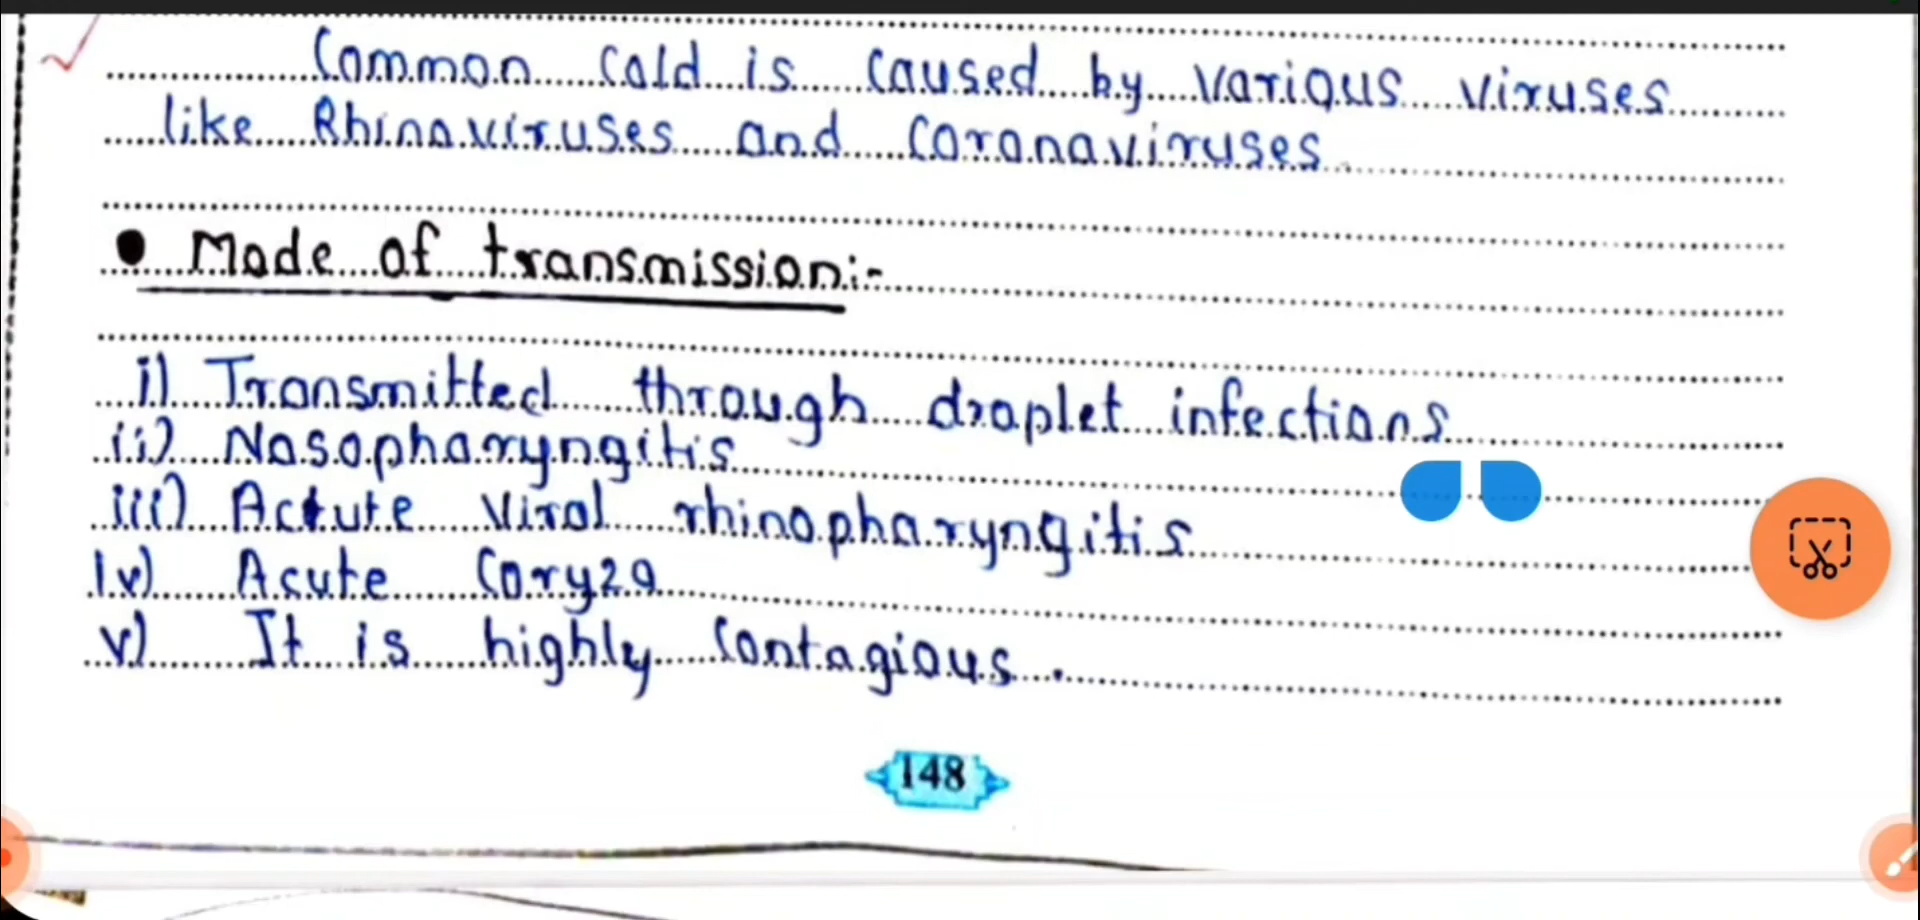 Common cold is caused by various viruses
like Rhinoviruses and Coronaviruses.
● Mode of transmission:-
i) Transmitted through droplet infections
ii) Nasopharyngitis
iii) Actute viral rhinopharyngitis
iv) Acute Coryza
v) It is highly contagious.
148